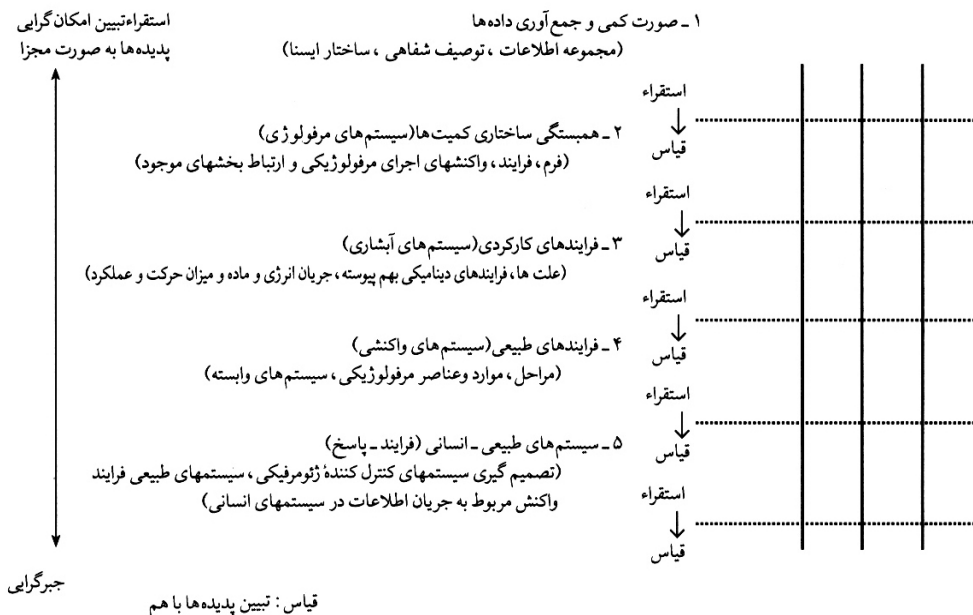 ۱ ـ صورت کمی و جمع‌آوری داده‌ها
(مجموعه اطلاعات ، توصیف شفاهی ، ساختار ایستا)
استقراء تبیین امکان‌گرایی
پدیده‌ها به صورت مجزا
استقراء
قیاس
۲ ـ همبستگی ساختاری کمیت‌ها(سیستم‌های مرفولوژی)
(فرم، فرایند، واکنشهای اجرای مرفولوژیکی و ارتباط بخشهای موجود)
استقراء
قیاس
۳ ـ فرایندهای کارکردی(سیستم‌های آبشاری)
(علت ها، فرایندهای دینامیکی بهم پیوسته، جریان انرژی و ماده و میزان حرکت و عملکرد)
استقراء
قیاس
۴ ـ فرایندهای طبیعی(سیستم‌های واکنشی)
(مراحل، موارد وعناصر مرفولوژیکی، سیستم‌های وابسته)
استقراء
قیاس
۵ ـ سیستم‌های طبیعی ـ انسانی (فرایند ـ پاسخ)
(تصمیم گیری سیستمهای کنترل کنندهٔ ژئومرفیکی، سیستمهای طبیعی فرایند
واکنش مربوط به جریان اطلاعات در سیستمهای انسانی)
استقراء
قیاس
جبرگرایی
قیاس : تبیین پدیده‌ها با هم